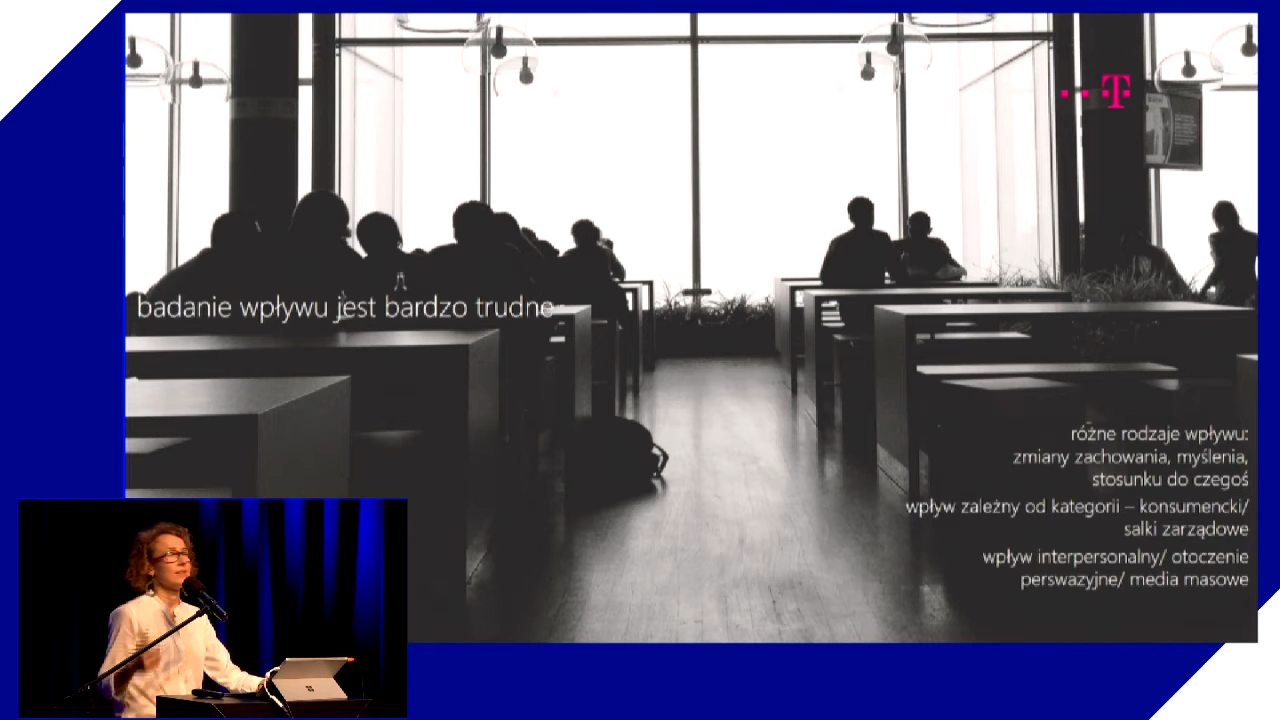 T
badanie wpływu jest bardzo trudne
różne rodzaje wpływu:
zmiany zachowania, myślenia,
stosunku do czegoś
wpływ zależny od kategorii – konsumencki/
salki zarządowe
wpływ interpersonalny/ otoczenie
perswazyjne/ media masowe